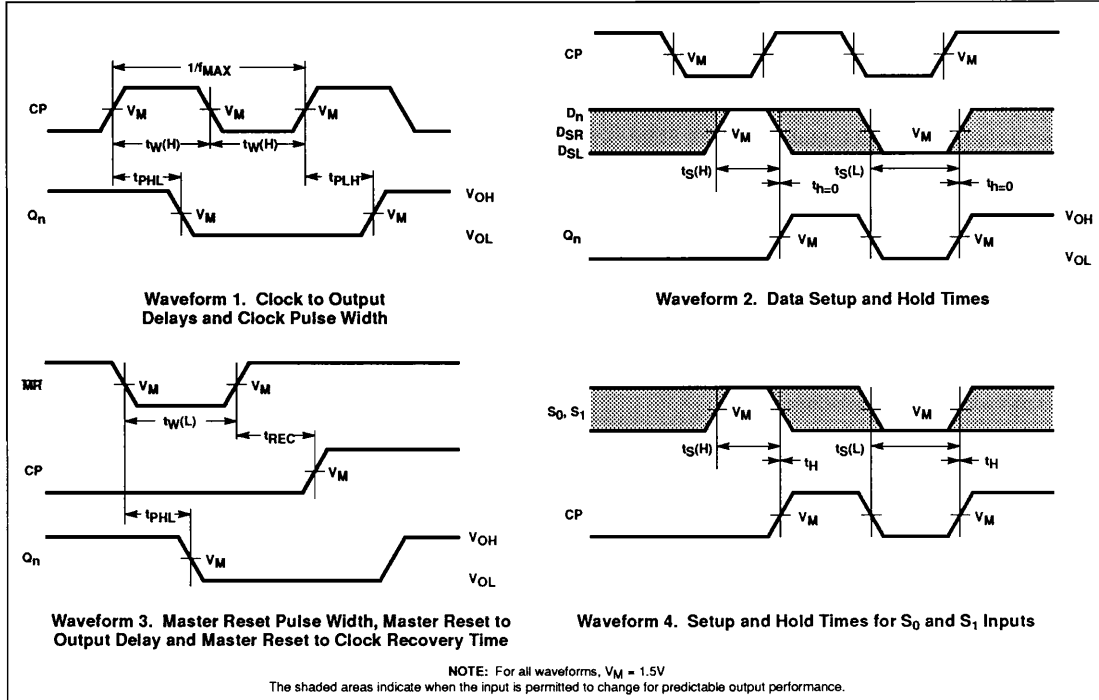 1/fMAX
CP
VM
VM
VM
tW(H)
tW(H)
tPHL
tPLH
Qn
VM
VM
VOH
VOL
Waveform 1. Clock to Output
Delays and Clock Pulse Width
CP
VM
VM
VM
VM
Dn
DSR
DSL
VM
VM
tS(H)
tS(L)
th=0
th=0
Qn
VM
VM
VOH
VOL
Waveform 2. Data Setup and Hold Times
MR
VM
VM
tW(L)
tREC
CP
VM
tPHL
Qn
VM
VOH
VOL
Waveform 3. Master Reset Pulse Width, Master Reset to
Output Delay and Master Reset to Clock Recovery Time
S0, S1
VM
VM
tS(H)
tS(L)
tH
tH
CP
VM
VM
Waveform 4. Setup and Hold Times for S0 and S1 Inputs
NOTE: For all waveforms, VM = 1.5V
The shaded areas indicate when the input is permitted to change for predictable output performance.